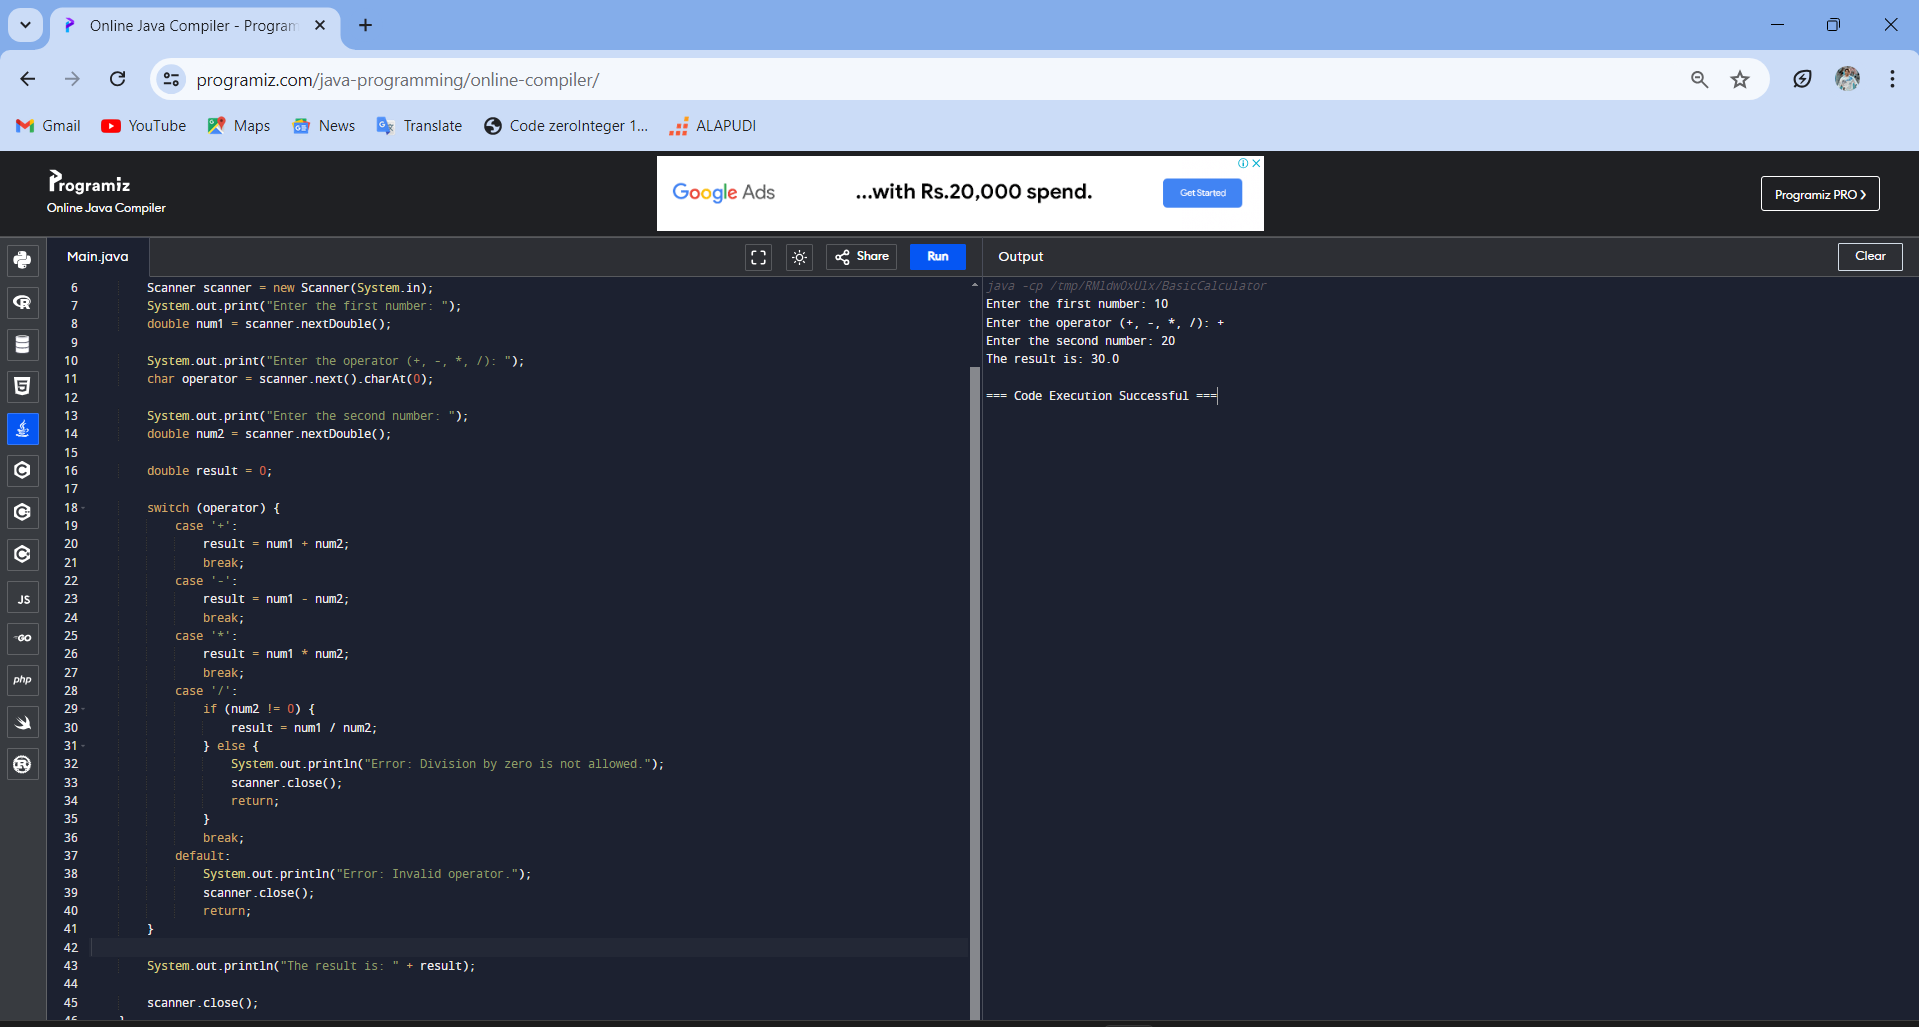 Online Java Compiler - Program
programiz.com/java-programming/online-compiler/
Gmail YouTube Maps News Translate Code zeroInteger 1... ALAPUDI
Programiz
Online Java Compiler
Google Ads ...with Rs.20,000 spend. Get Started
Programiz PRO
Main.java Share Run
6 Scanner scanner = new Scanner(System.in);
7 System.out.print("Enter the first number: ");
8 double num1 = scanner.nextDouble();
9
10 System.out.print("Enter the operator (+, -, *, /): ");
11 char operator = scanner.next().charAt(0);
12
13 System.out.print("Enter the second number: ");
14 double num2 = scanner.nextDouble();
15
16 double result = 0;
17
18 switch (operator) {
19 case '+':
20 result = num1 + num2;
21 break;
22 case '-':
23 result = num1 - num2;
24 break;
25 case '*':
26 result = num1 * num2;
27 break;
28 case '/':
29 if (num2 != 0) {
30 result = num1 / num2;
31 } else {
32 System.out.println("Error: Division by zero is not allowed.");
33 scanner.close();
34 return;
35 }
36 break;
37 default:
38 System.out.println("Error: Invalid operator.");
39 scanner.close();
40 return;
41 }
42
43 System.out.println("The result is: " + result);
44
45 scanner.close();
46 }
JS
GO
php
Output Clear
java -cp /tmp/RMldwOxUlx/BasicCalculator
Enter the first number: 10
Enter the operator (+, -, *, /): +
Enter the second number: 20
The result is: 30.0
=== Code Execution Successful ===